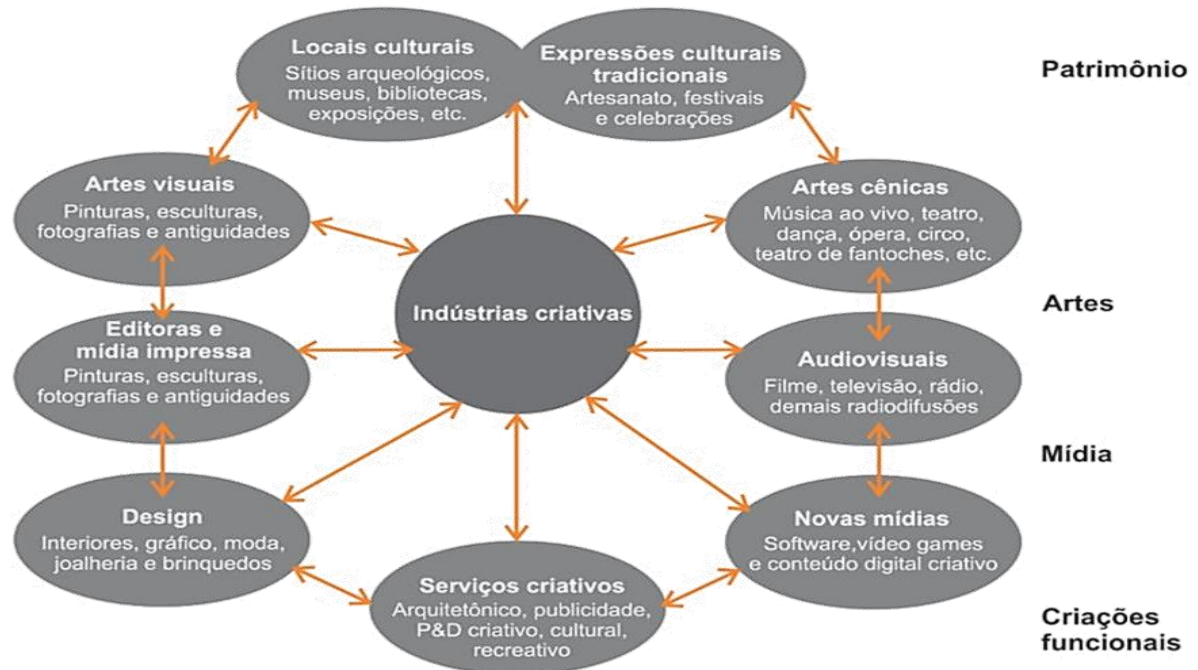 Locais culturais
Sítios arqueológicos,
museus, bibliotecas,
exposições, etc.
Expressões culturais
tradicionais
Artesanato, festivais
e celebrações
Patrimônio
Artes visuais
Pinturas, esculturas,
fotografias e antiguidades
Artes cênicas
Música ao vivo, teatro,
dança, ópera, circo,
teatro de fantoches, etc.
Indústrias criativas
Artes
Editoras e
mídia impressa
Pinturas, esculturas,
fotografias e antiguidades
Audiovisuais
Filme, televisão, rádio,
demais radiodifusões
Mídia
Design
Interiores, gráfico, moda,
joalheria e brinquedos
Serviços criativos
Arquitetônico, publicidade,
P&D criativo, cultural,
recreativo
Novas mídias
Software,vídeo games
e conteúdo digital criativo
Criações
funcionais